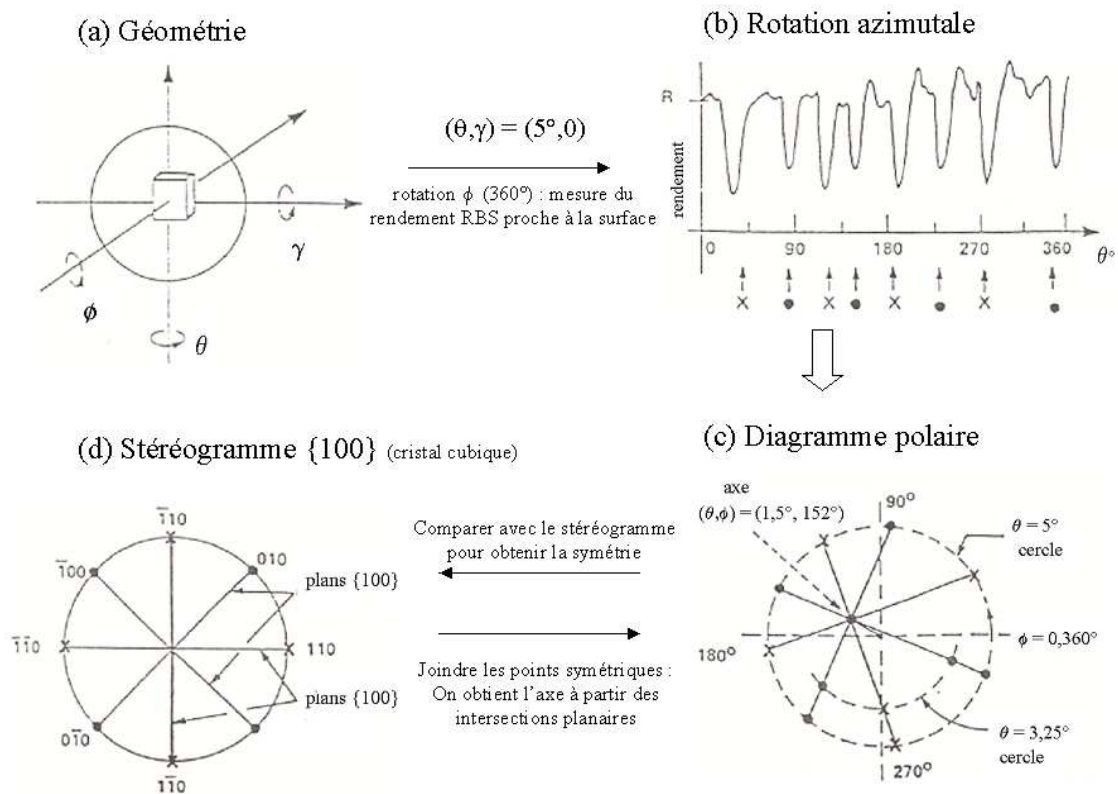 (a) Géométrie
ϕ
γ
θ
(θ,γ) = (5°,0)
rotation ϕ (360°) : mesure du
rendement RBS proche à la surface
(b) Rotation azimutale
R
rendement
0 90 180 270 360
θ°
(d) Stéréogramme {100} (cristal cubique)
1̄10
010
1̄00
plans {100}
1̄1̄0
110
plans {100}
01̄0
11̄0
Comparer avec le stéréogramme
pour obtenir la symétrie
Joindre les points symétriques :
On obtient l’axe à partir des
intersections planaires
(c) Diagramme polaire
axe
(θ,ϕ) = (1,5°, 152°)
90°
θ = 5°
cercle
ϕ = 0,360°
180°
θ = 3,25°
cercle
270°